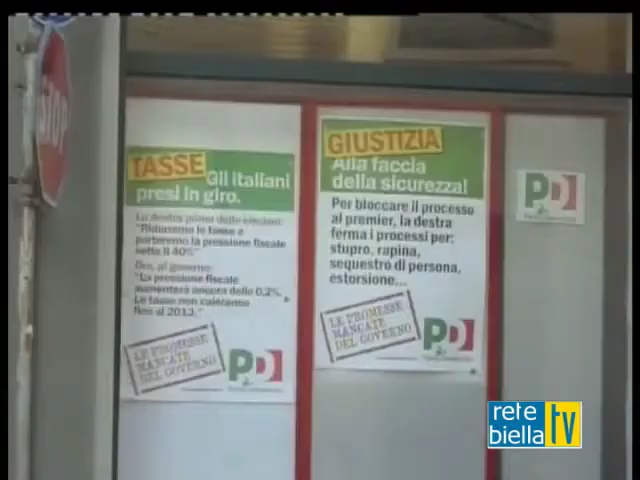 STOP
TASSE
Gli italiani
presi in giro.
La destra prima delle elezioni:
"Ridurremo le tasse e
porteremo la pressione fiscale
sotto il 40%"
Ora, al governo:
"La pressione fiscale
aumenterà ancora dello 0,2%.
Le tasse non caleranno
fino al 2013."
LE PROMESSE
MANCATE
DEL GOVERNO
PD
GIUSTIZIA
Alla faccia
della sicurezza!
Per bloccare il processo
al premier, la destra
ferma i processi per:
stupro, rapina,
sequestro di persona,
estorsione...
LE PROMESSE
MANCATE
DEL GOVERNO
PD
PD
rete
biella
tv